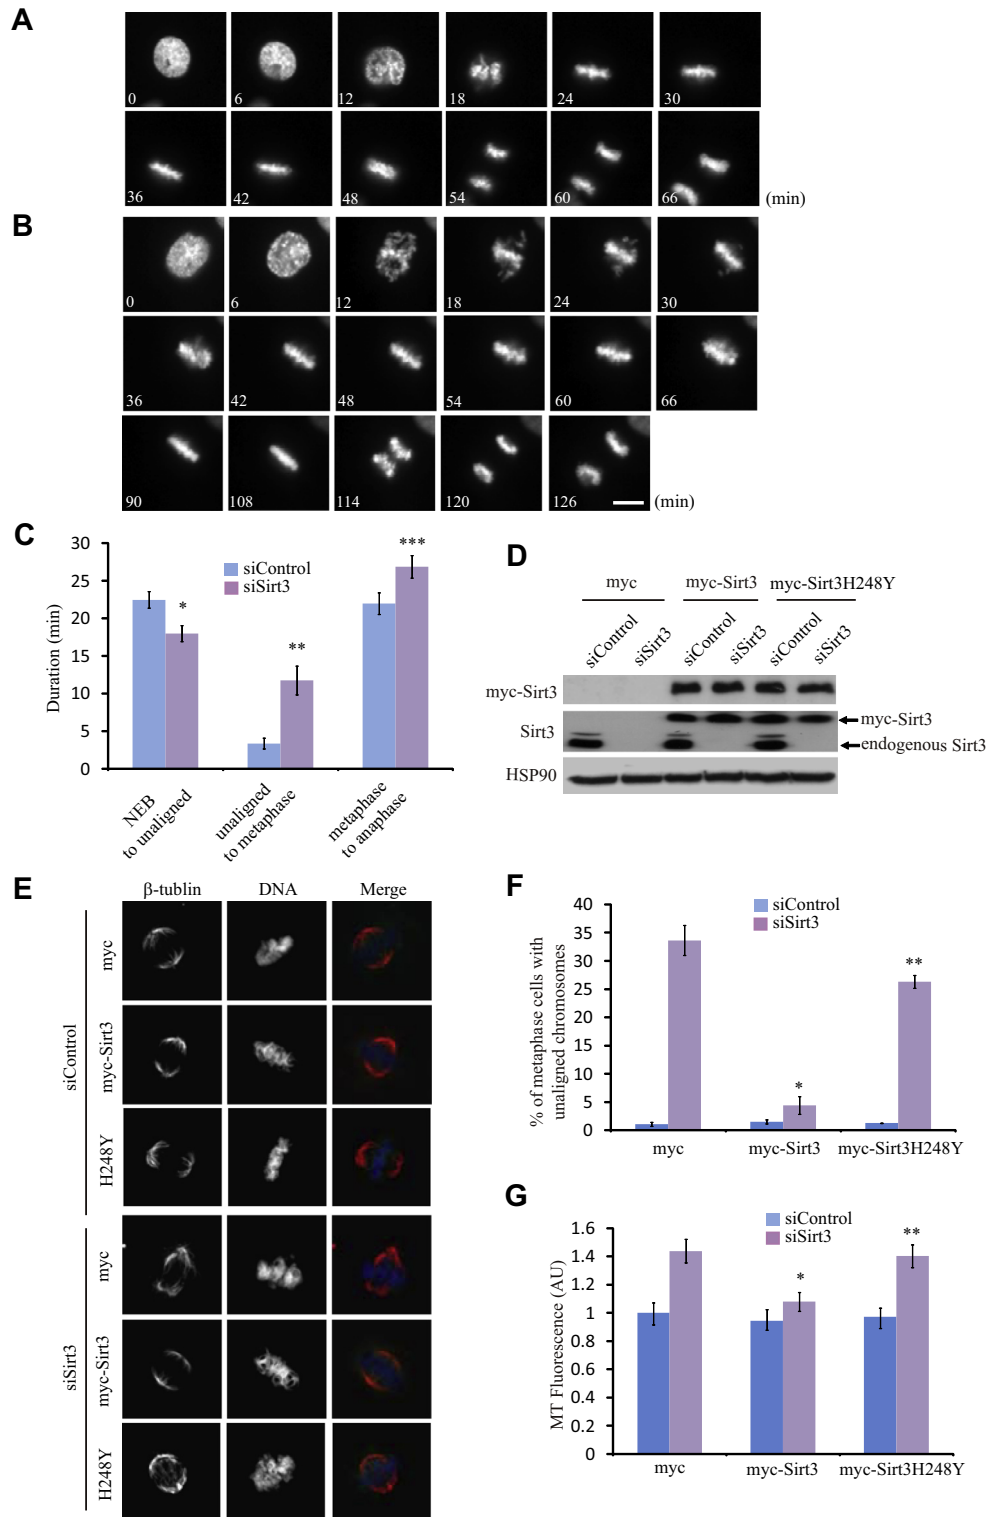 A
0 6 12 18 24 30
36 42 48 54 60 66 (min)
B
0 6 12 18 24 30
36 42 48 54 60 66
90 108 114 120 126 (min)
C
Duration (min)
30
25
20
15
10
5
0
siControl
siSirt3
*
**
***
NEB
to unaligned
unaligned
to metaphase
metaphase
to anaphase
D
myc myc-Sirt3 myc-Sirt3H248Y
siControl siSirt3 siControl siSirt3 siControl siSirt3
myc-Sirt3
Sirt3
myc-Sirt3
endogenous Sirt3
HSP90
E
β-tublin DNA Merge
siControl
myc
myc-Sirt3
H248Y
siSirt3
myc
myc-Sirt3
H248Y
F
% of metaphase cells with
unaligned chromosomes
40
35
30
25
20
15
10
5
0
siControl
siSirt3
*
**
myc myc-Sirt3 myc-Sirt3H248Y
G
MT Fluorescence (AU)
1.6
1.4
1.2
1
0.8
0.6
0.4
0.2
0
siControl
siSirt3
*
**
myc myc-Sirt3 myc-Sirt3H248Y